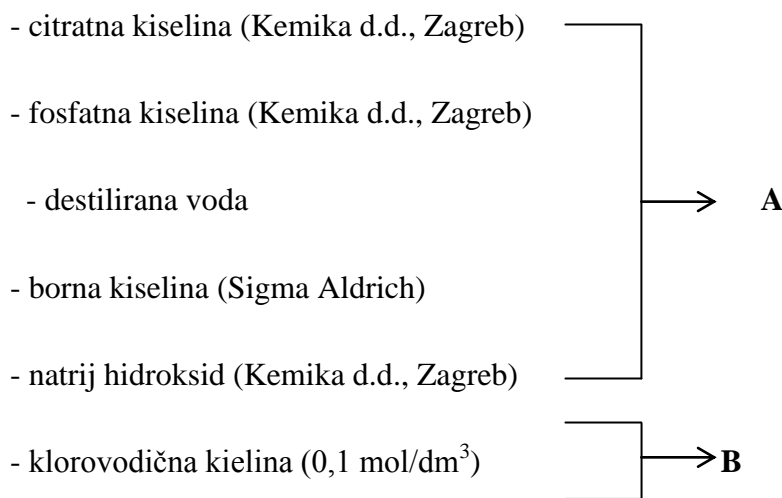 - citratna kiselina (Kemika d.d., Zagreb)
- fosfatna kiselina (Kemika d.d., Zagreb)
- destilirana voda
A
- borna kiselina (Sigma Aldrich)
- natrij hidroksid (Kemika d.d., Zagreb)
- klorovodična kielina (0,1 mol/dm³)
B